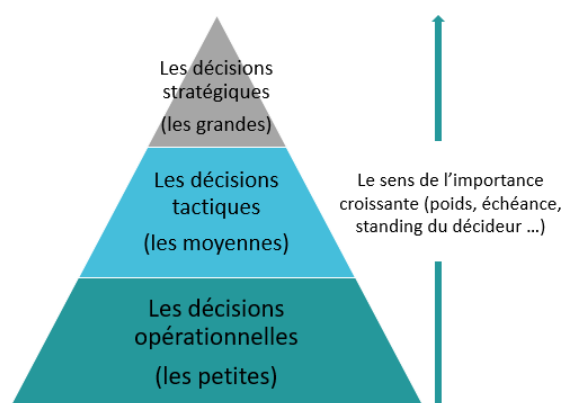 Les décisions
stratégiques
(les grandes)
Les décisions
tactiques
(les moyennes)
Le sens de l’importance
croissante (poids, échéance,
standing du décideur ...)
Les décisions
opérationnelles
(les petites)